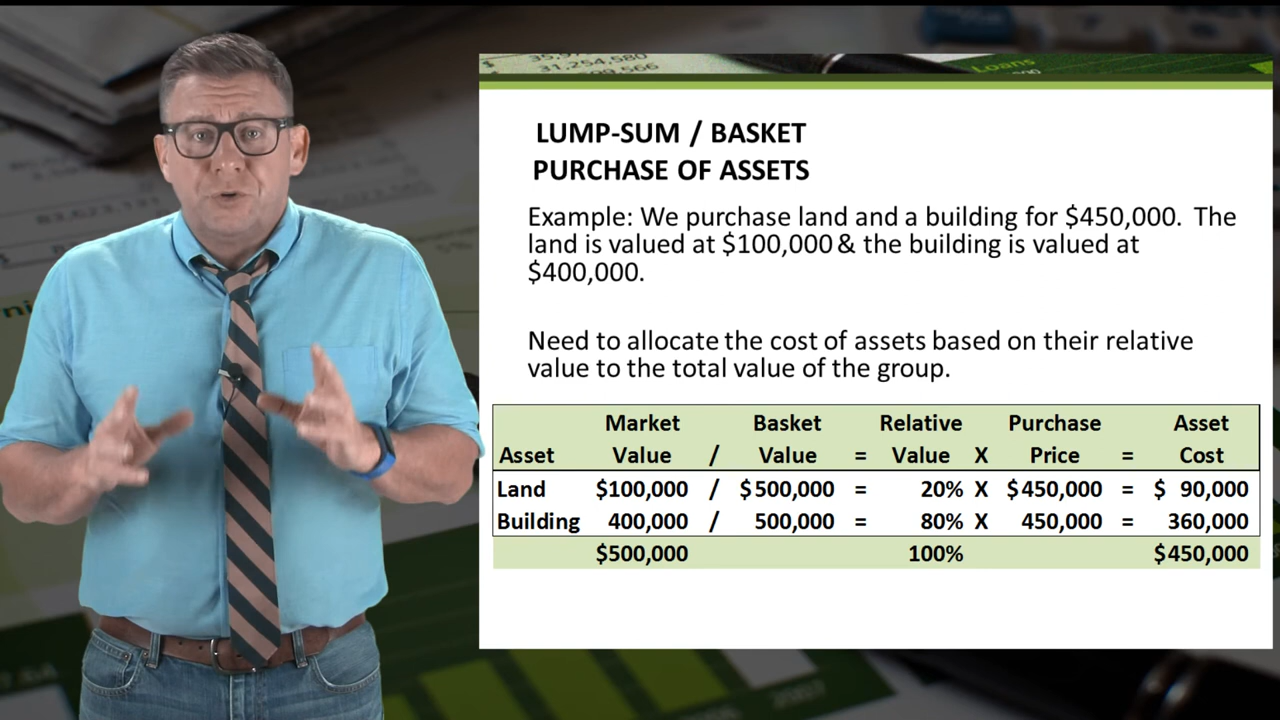 31,254,580
Loans
LUMP-SUM / BASKET
PURCHASE OF ASSETS
Example: We purchase land and a building for $450,000. The
land is valued at $100,000 & the building is valued at
$400,000.
Need to allocate the cost of assets based on their relative
value to the total value of the group.
Market Basket Relative Purchase Asset
Asset Value / Value = Value X Price = Cost
Land $100,000 / $500,000 = 20% X $450,000 = $ 90,000
Building 400,000 / 500,000 = 80% X 450,000 = 360,000
$500,000 100% $450,000